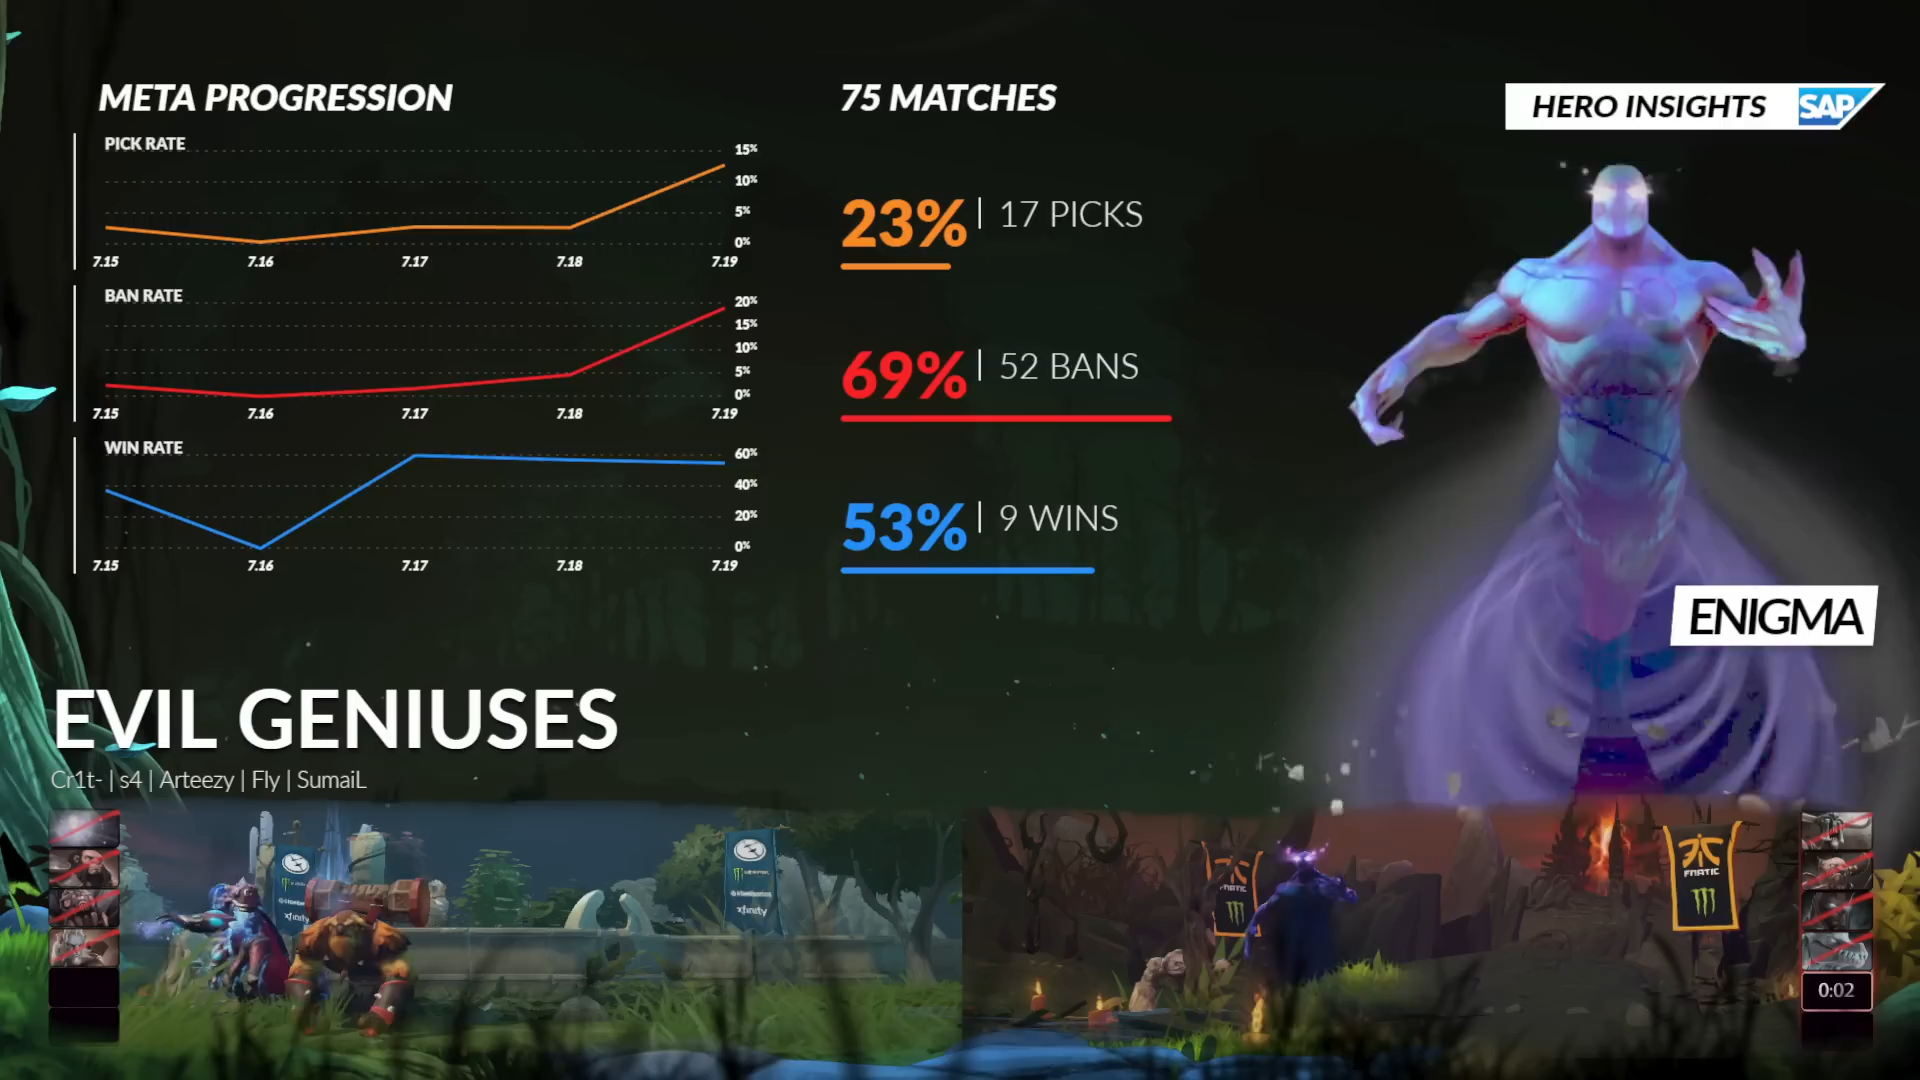 META PROGRESSION
PICK RATE
15%
10%
5%
0%
7.15 7.16 7.17 7.18 7.19
BAN RATE
20%
15%
10%
5%
0%
7.15 7.16 7.17 7.18 7.19
WIN RATE
60%
40%
20%
0%
7.15 7.16 7.17 7.18 7.19
75 MATCHES
23% | 17 PICKS
69% | 52 BANS
53% | 9 WINS
HERO INSIGHTS SAP
ENIGMA
EVIL GENIUSES
Cr1t- | s4 | Arteezy | Fly | SumaiL
xfinity
xfinity
FNATIC
FNATIC
0:02